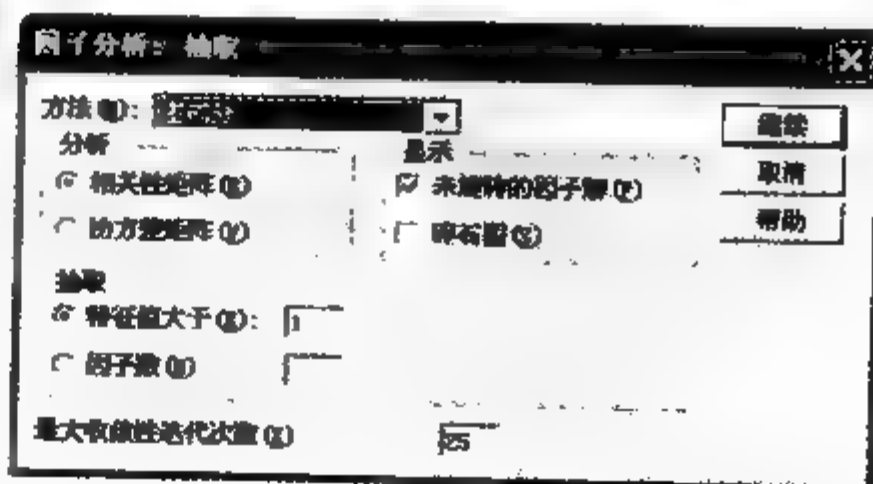 因子分析: 抽取
方法(M):
继续
分析
显示
相关性矩阵(R)
未旋转的因子解(F)
取消
协方差矩阵(V)
碎石图(S)
帮助
抽取
特征值大于(E): 1
因子数(N)
最大收敛性迭代次数(X) 25